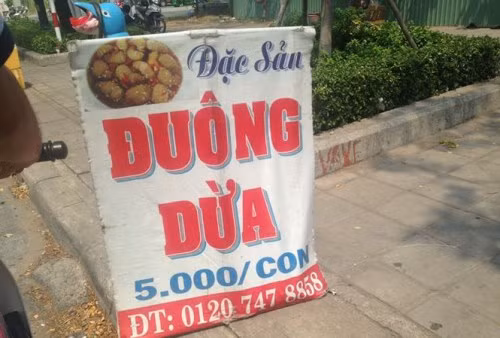 Đặc Sản
ĐUÔNG
DỪA
5.000/CON
ĐT: 0120 747 8858